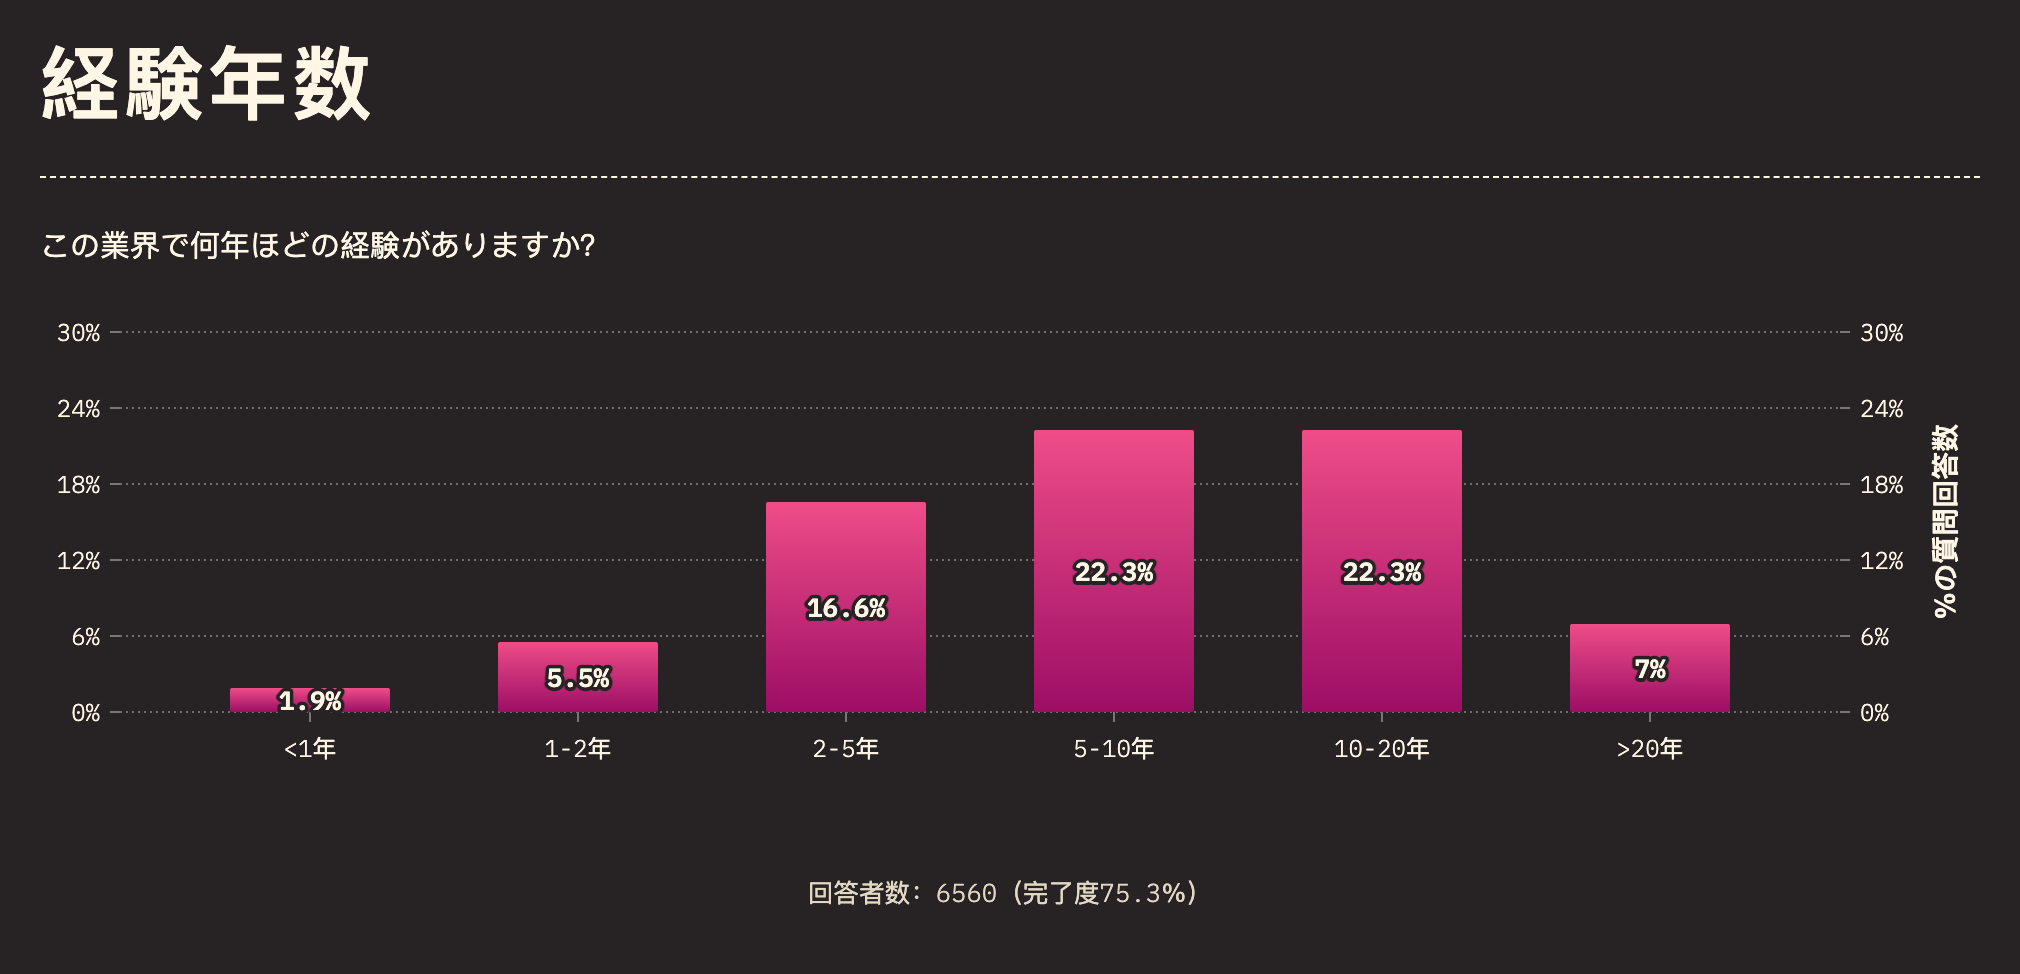 経験年数
この業界で何年ほどの経験がありますか?
30% 30%
24% 24%
18% 18%
12% 12%
6% 6%
0% 0%
%の質問回答数
1.9% 5.5% 16.6% 22.3% 22.3% 7%
<1年 1-2年 2-5年 5-10年 10-20年 >20年
回答者数: 6560 (完了度75.3%)